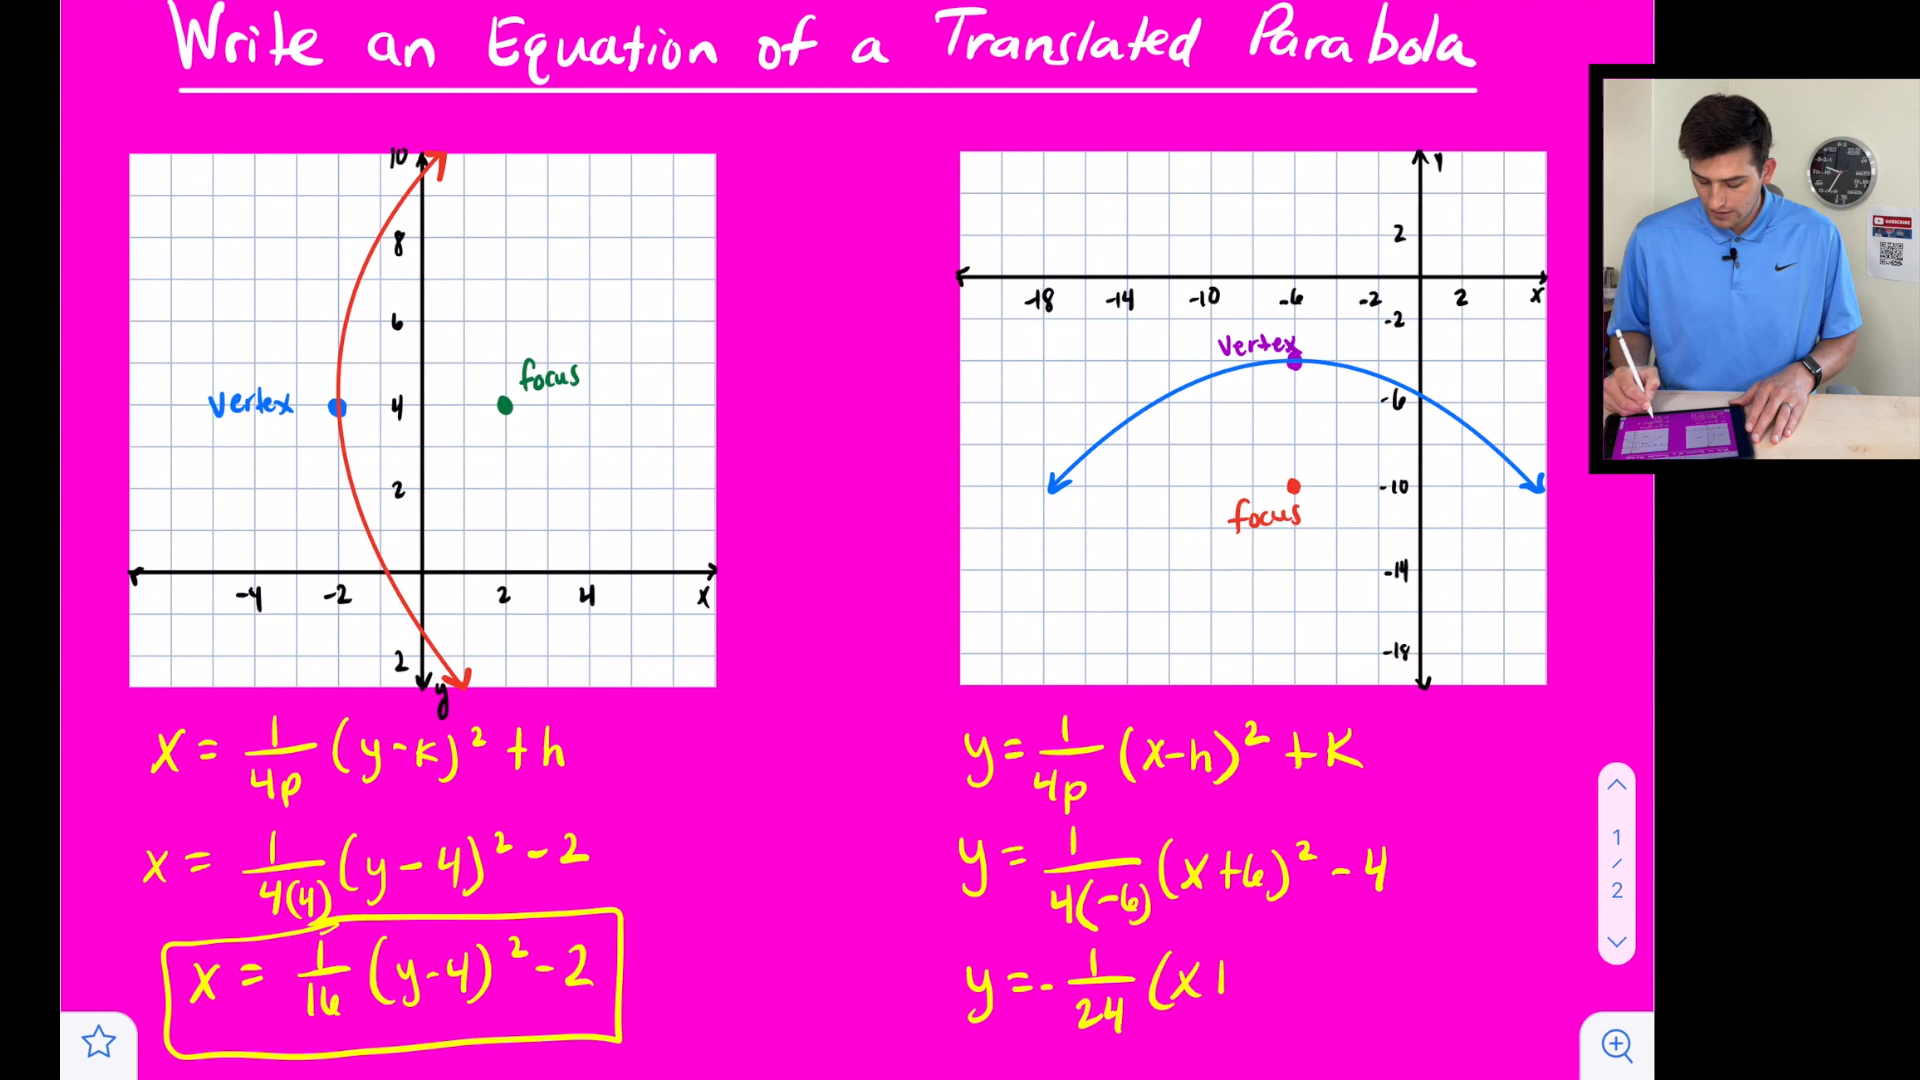 Write an Equation of a Translated Parabola
10
8
6
vertex
4
focus
2
-4 -2 2 4 x
2
y
y
2
-18 -14 -10 -6 -2 2 x
-2
vertex
-6
-10
focus
-14
-18
SUBSCRIBE
x = 1/4p (y-k)² + h
x = 1/4(4) (y-4)² - 2
x = 1/16 (y-4)² - 2
y = 1/4p (x-h)² + k
y = 1/4(-6) (x+6)² - 4
y = - 1/24 (x |
1
/
2